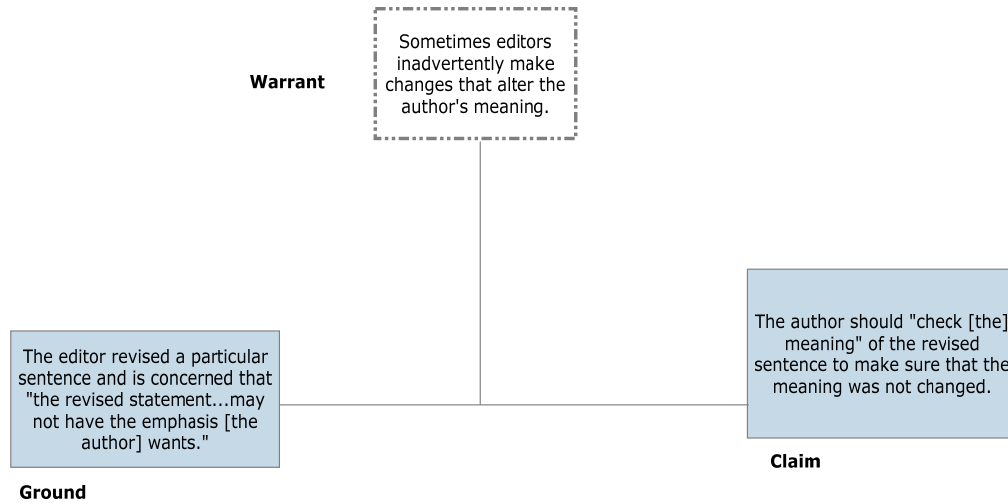 Sometimes editors
inadvertently make
changes that alter the
author's meaning.
Warrant
The author should "check [the]
meaning" of the revised
sentence to make sure that the
meaning was not changed.
The editor revised a particular
sentence and is concerned that
"the revised statement...may
not have the emphasis [the
author] wants."
Claim
Ground